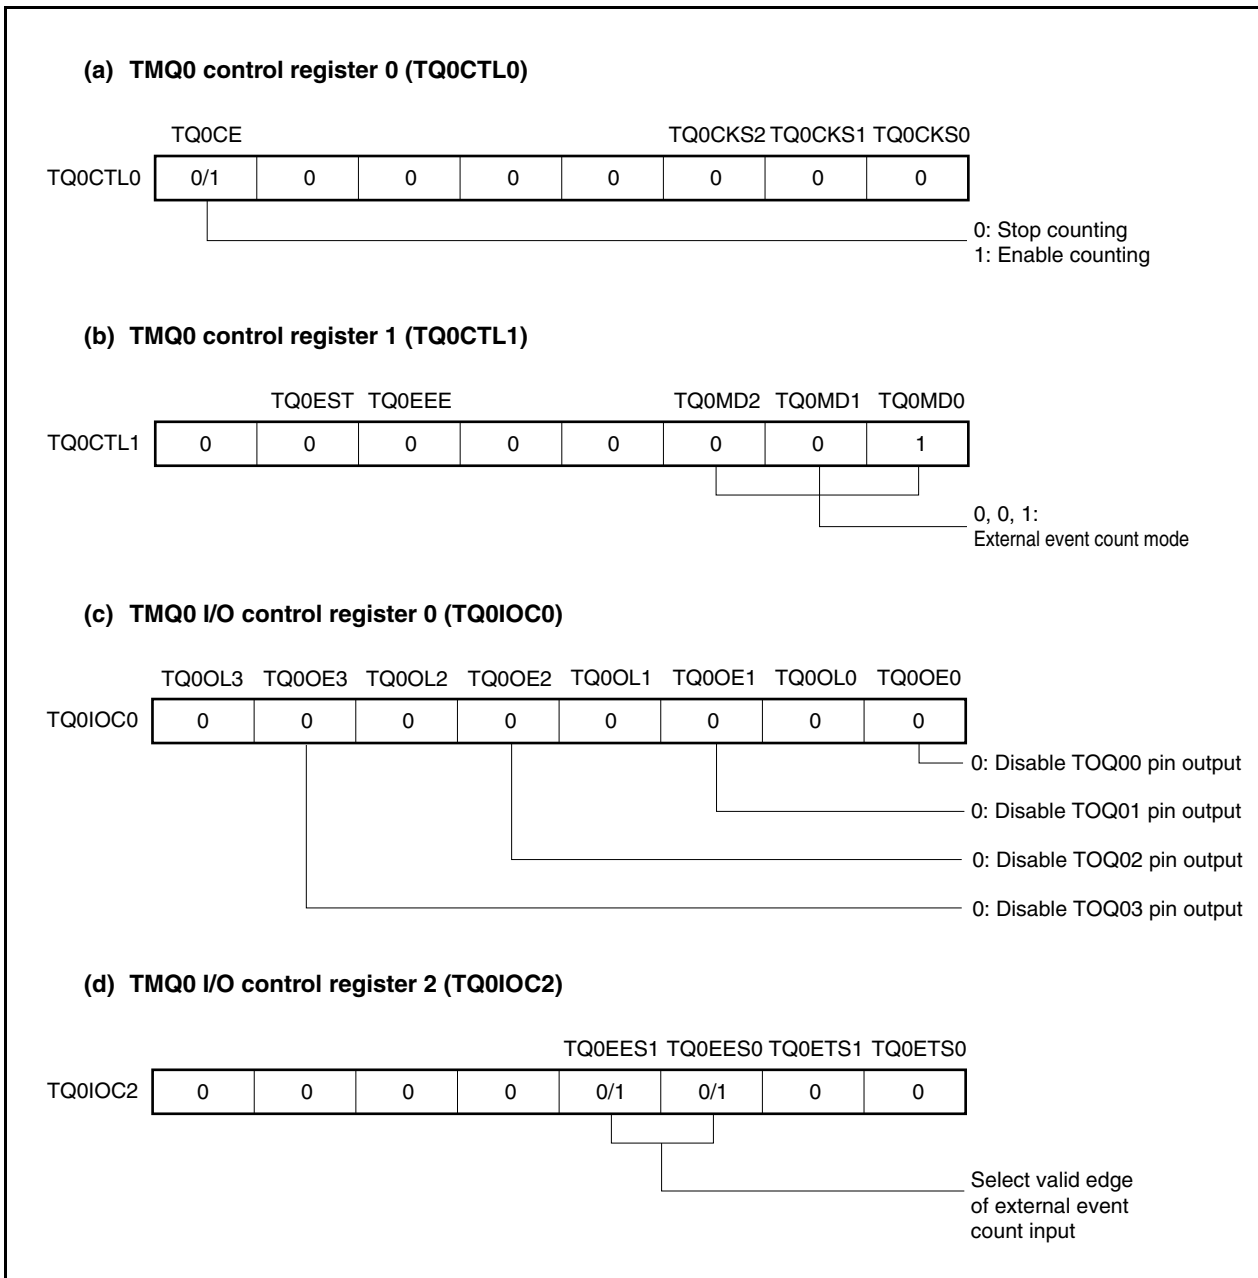 (a) TMQ0 control register 0 (TQ0CTL0)
TQ0CE TQ0CKS2 TQ0CKS1 TQ0CKS0
TQ0CTL0 0/1 0 0 0 0 0 0 0
0: Stop counting
1: Enable counting
(b) TMQ0 control register 1 (TQ0CTL1)
TQ0EST TQ0EEE TQ0MD2 TQ0MD1 TQ0MD0
TQ0CTL1 0 0 0 0 0 0 0 1
0, 0, 1:
External event count mode
(c) TMQ0 I/O control register 0 (TQ0IOC0)
TQ0OL3 TQ0OE3 TQ0OL2 TQ0OE2 TQ0OL1 TQ0OE1 TQ0OL0 TQ0OE0
TQ0IOC0 0 0 0 0 0 0 0 0
0: Disable TOQ00 pin output
0: Disable TOQ01 pin output
0: Disable TOQ02 pin output
0: Disable TOQ03 pin output
(d) TMQ0 I/O control register 2 (TQ0IOC2)
TQ0EES1 TQ0EES0 TQ0ETS1 TQ0ETS0
TQ0IOC2 0 0 0 0 0/1 0/1 0 0
Select valid edge
of external event
count input